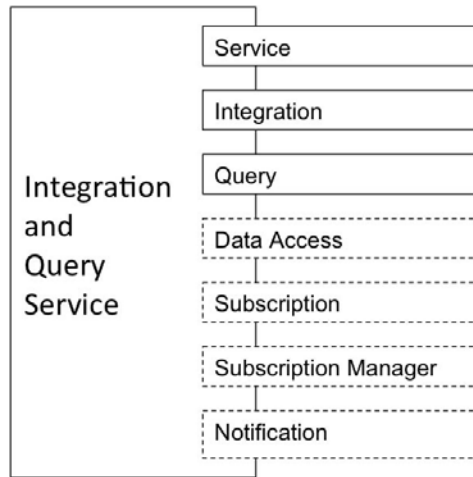 Integration
and
Query
Service
Service
Integration
Query
Data Access
Subscription
Subscription Manager
Notification